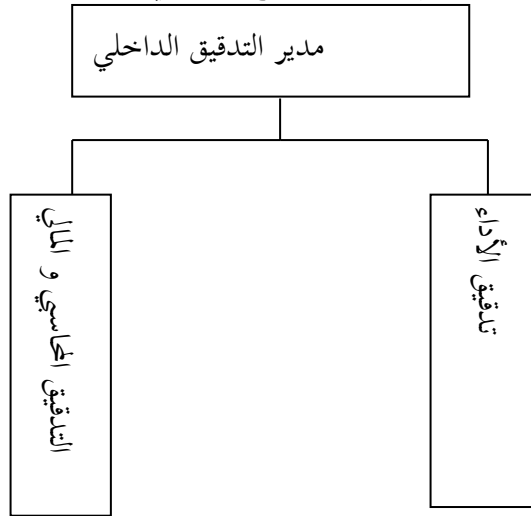 مدير التدقيق الداخلي
تدقيق الأداء
التدقيق المحاسبي و المالي